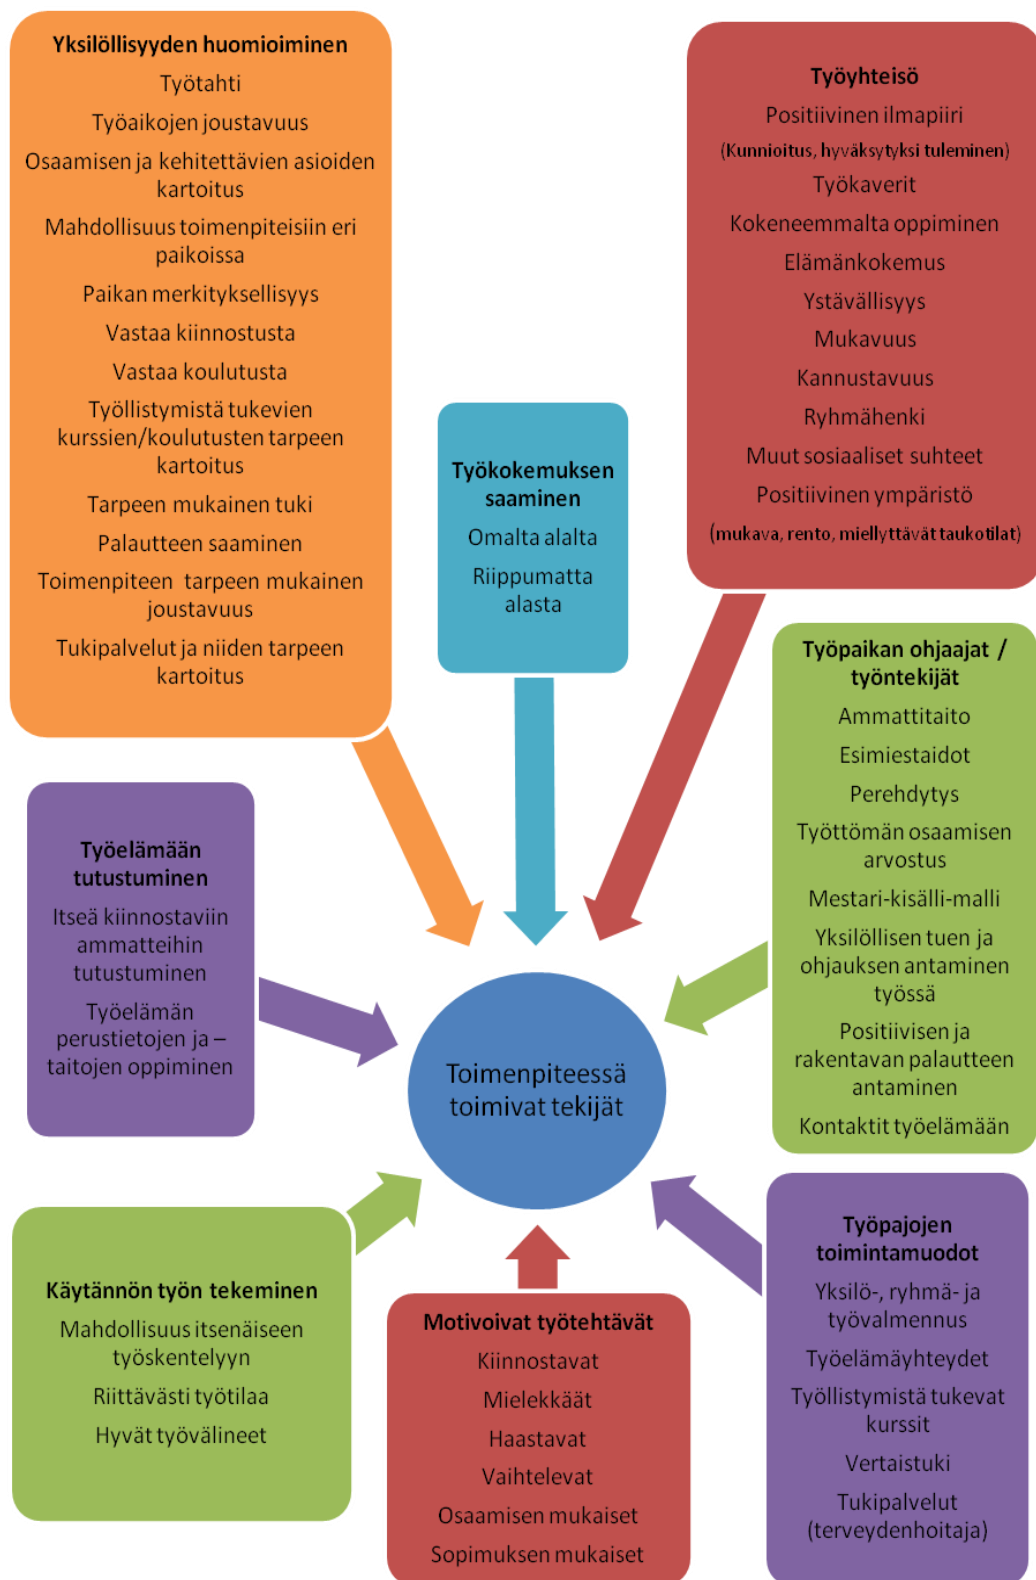 Yksilöllisyyden huomioiminen
Työtahti
Työaikojen joustavuus
Osaamisen ja kehitettävien asioiden
kartoitus
Mahdollisuus toimenpiteisiin eri
paikoissa
Paikan merkityksellisyys
Vastaa kiinnostusta
Vastaa koulutusta
Työllistymistä tukevien
kurssien/koulutusten tarpeen
kartoitus
Tarpeen mukainen tuki
Palautteen saaminen
Toimenpiteen tarpeen mukainen
joustavuus
Tukipalvelut ja niiden tarpeen
kartoitus
Työkokemuksen
saaminen
Omalta alalta
Riippumatta
alasta
Työyhteisö
Positiivinen ilmapiiri
(Kunnioitus, hyväksytyksi tuleminen)
Työkaverit
Kokeneemmalta oppiminen
Elämänkokemus
Ystävällisyys
Mukavuus
Kannustavuus
Ryhmähenki
Muut sosiaaliset suhteet
Positiivinen ympäristö
(mukava, rento, miellyttävät taukotilat)
Työpaikan ohjaajat /
työntekijät
Ammattitaito
Esimiestaidot
Perehdytys
Työttömän osaamisen
arvostus
Mestari-kisälli-malli
Yksilöllisen tuen ja
ohjauksen antaminen
työssä
Positiivisen ja
rakentavan palautteen
antaminen
Kontaktit työelämään
Työelämään
tutustuminen
Itseä kiinnostaviin
ammatteihin
tutustuminen
Työelämän
perustietojen ja –
taitojen oppiminen
Toimenpiteessä
toimivat tekijät
Käytännön työn tekeminen
Mahdollisuus itsenäiseen
työskentelyyn
Riittävästi työtilaa
Hyvät työvälineet
Motivoivat työtehtävät
Kiinnostavat
Mielekkäät
Haastavat
Vaihtelevat
Osaamisen mukaiset
Sopimuksen mukaiset
Työpajojen
toimintamuodot
Yksilö-, ryhmä- ja
työvalmennus
Työelämäyhteydet
Työllistymistä tukevat
kurssit
Vertaistuki
Tukipalvelut
(terveydenhoitaja)